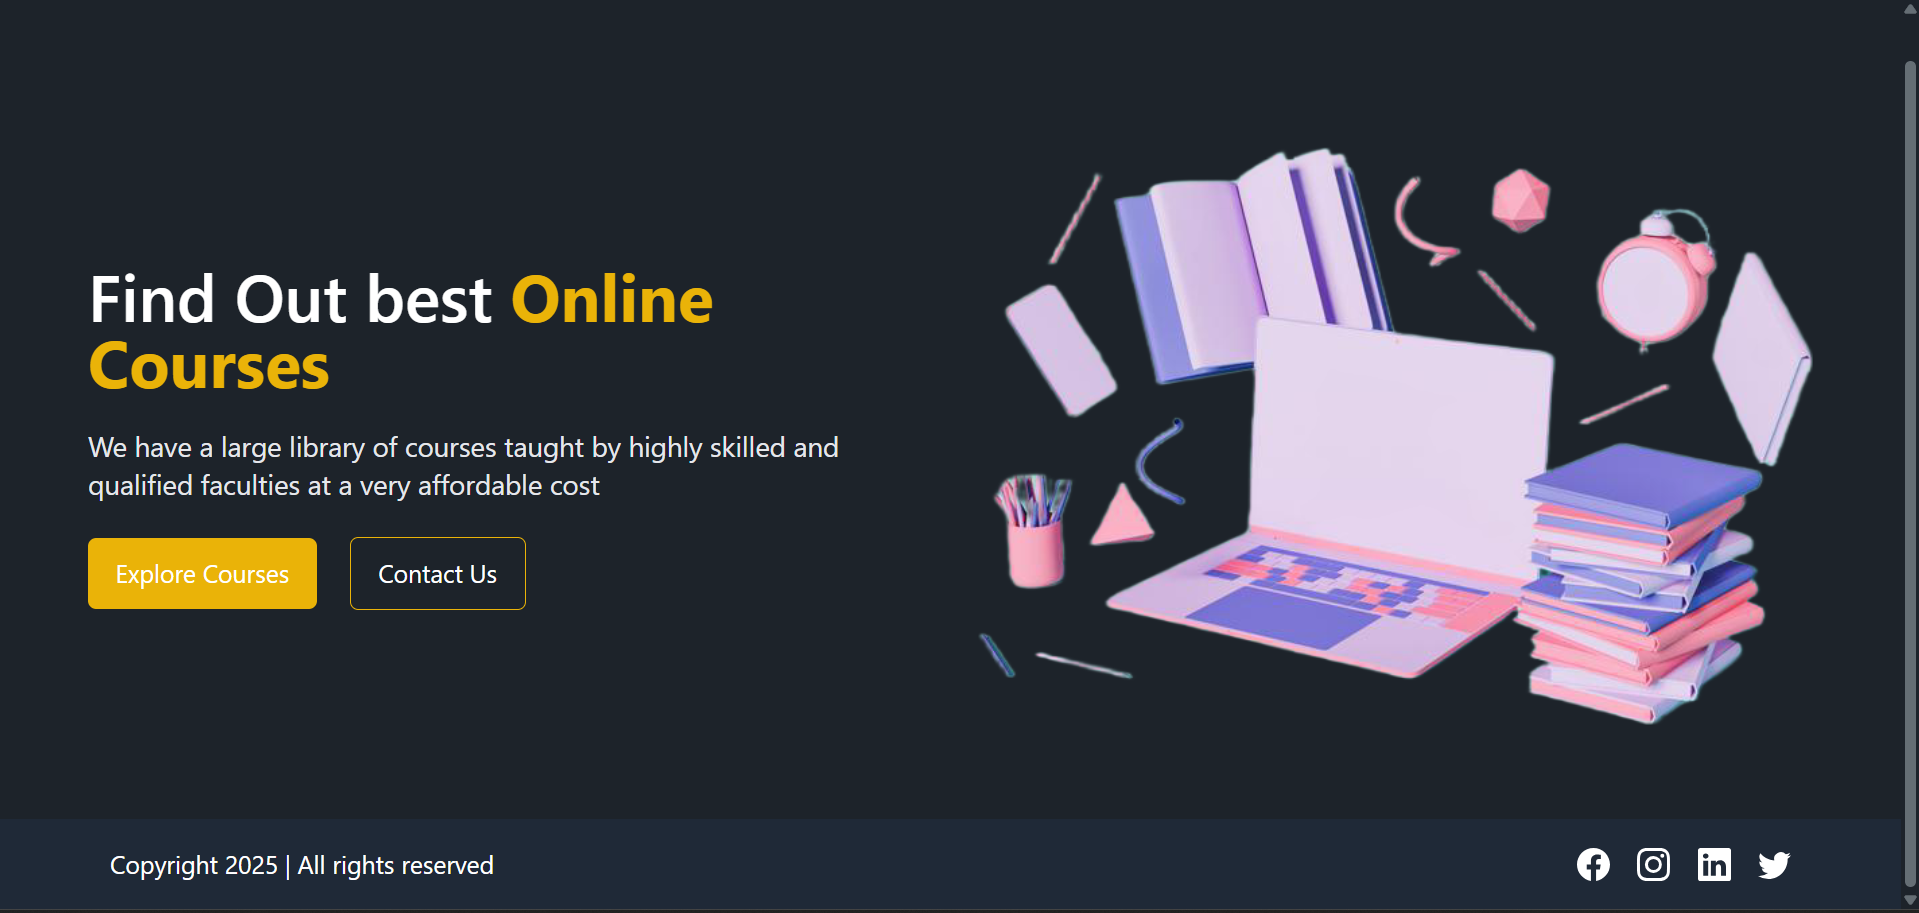 Find Out best Online
Courses
We have a large library of courses taught by highly skilled and
qualified faculties at a very affordable cost
Explore Courses
Contact Us
Copyright 2025 | All rights reserved